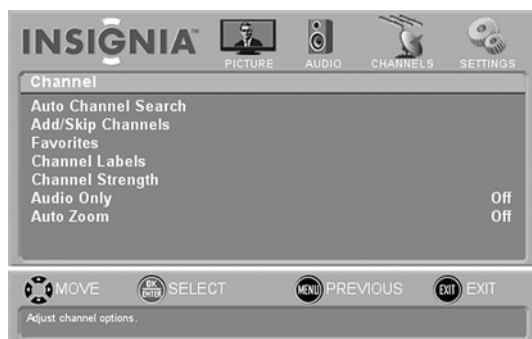 INSIGNIA™
PICTURE AUDIO CHANNELS SETTINGS
Channel
Auto Channel Search
Add/Skip Channels
Favorites
Channel Labels
Channel Strength
Audio Only Off
Auto Zoom Off
MOVE OK ENTER SELECT MENU PREVIOUS EXIT EXIT
Adjust channel options.